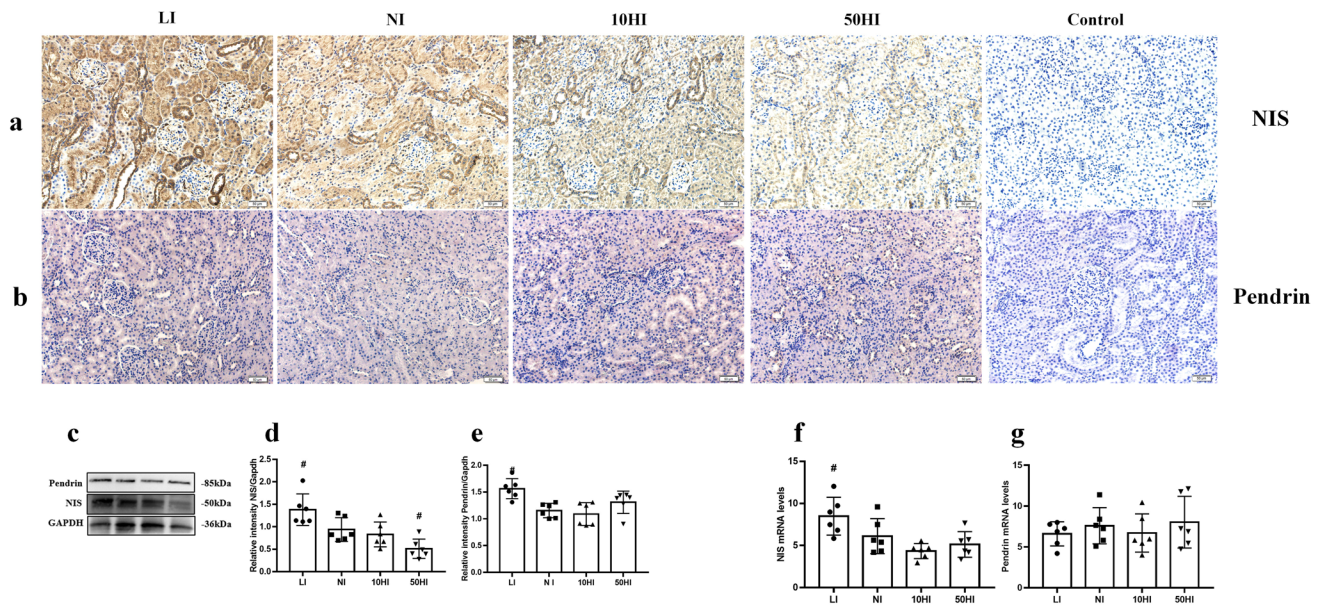 LI NI 10HI 50HI Control
a NIS
b Pendrin
c d e f g
Pendrin -85kDa
NIS -50kDa
GAPDH -36kDa
Relative intensity NIS/Gapdh
2.5
2.0
1.5
1.0
0.5
0.0
# #
LI NI 10HI 50HI
Relative intensity Pendrin/Gapdh
2.0
1.5
1.0
0.5
0.0
#
LI N I 10HI 50HI
NIS mRNA levels
15
10
5
0
#
LI NI 10HI 50HI
Pendrin mRNA levels
15
10
5
0
LI NI 10HI 50HI